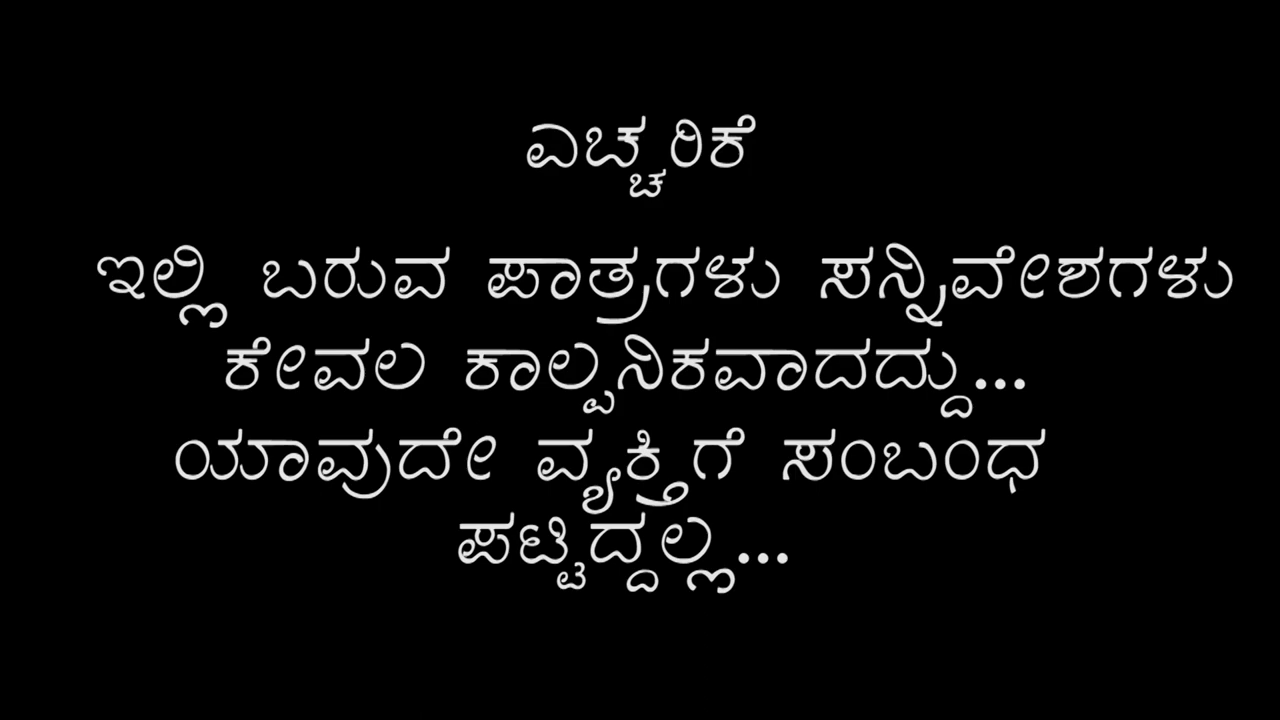 ಎಚ್ಚರಿಕೆ
ಇಲ್ಲಿ ಬರುವ ಪಾತ್ರಗಳು ಸನ್ನಿವೇಶಗಳು
ಕೇವಲ ಕಾಲ್ಪನಿಕವಾದದ್ದು...
ಯಾವುದೇ ವ್ಯಕ್ತಿಗೆ ಸಂಬಂಧ
ಪಟ್ಟಿದ್ದಲ್ಲ...